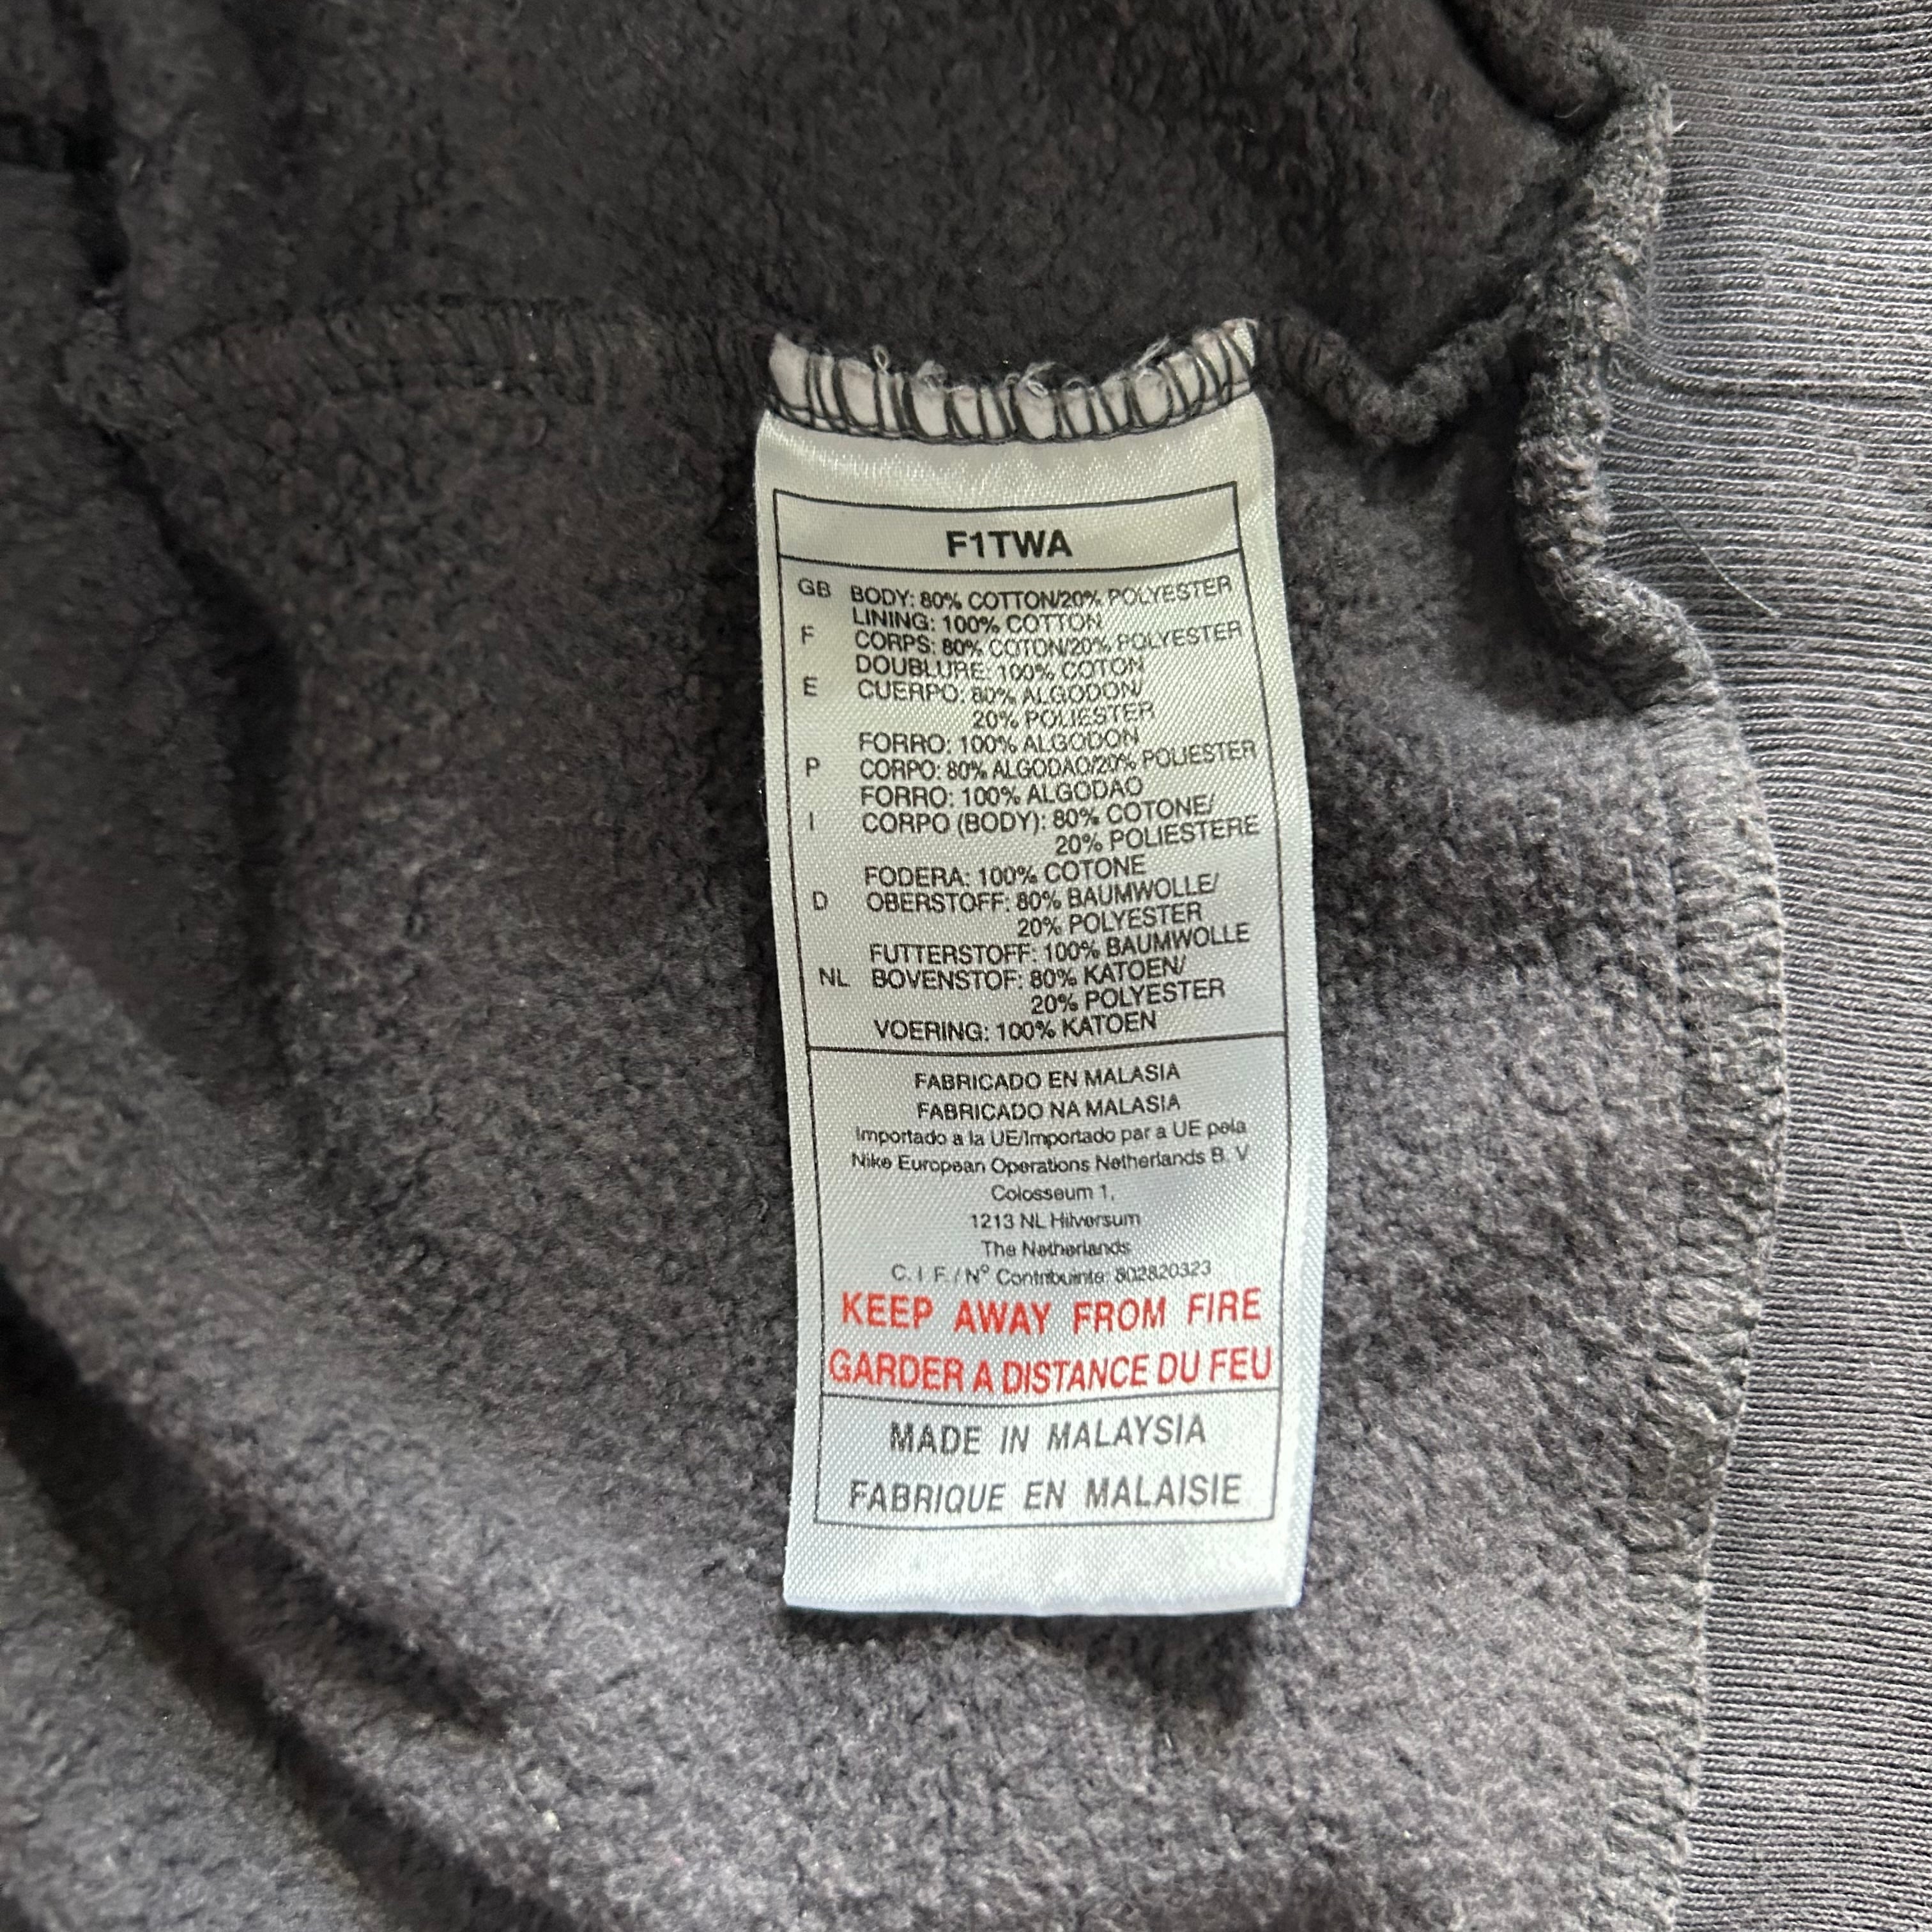 F1TWA
GB BODY: 80% COTTON/20% POLYESTER
LINING: 100% COTTON
F CORPS: 80% COTON/20% POLYESTER
DOUBLURE: 100% COTON
E CUERPO: 80% ALGODON/
20% POLIESTER
FORRO: 100% ALGODON
P CORPO: 80% ALGODAO/20% POLIESTER
FORRO: 100% ALGODAO
I CORPO (BODY): 80% COTONE/
20% POLIESTERE
FODERA: 100% COTONE
D OBERSTOFF: 80% BAUMWOLLE/
20% POLYESTER
FUTTERSTOFF: 100% BAUMWOLLE
NL BOVENSTOF: 80% KATOEN/
20% POLYESTER
VOERING: 100% KATOEN
FABRICADO EN MALASIA
FABRICADO NA MALASIA
Importado a la UE/Importado par a UE pela
Nike European Operations Netherlands B. V
Colosseum 1,
1213 NL Hilversum
The Netherlands
C. I F. / Nº Contribuinte: 802820323
KEEP AWAY FROM FIRE
GARDER A DISTANCE DU FEU
MADE IN MALAYSIA
FABRIQUE EN MALAISIE